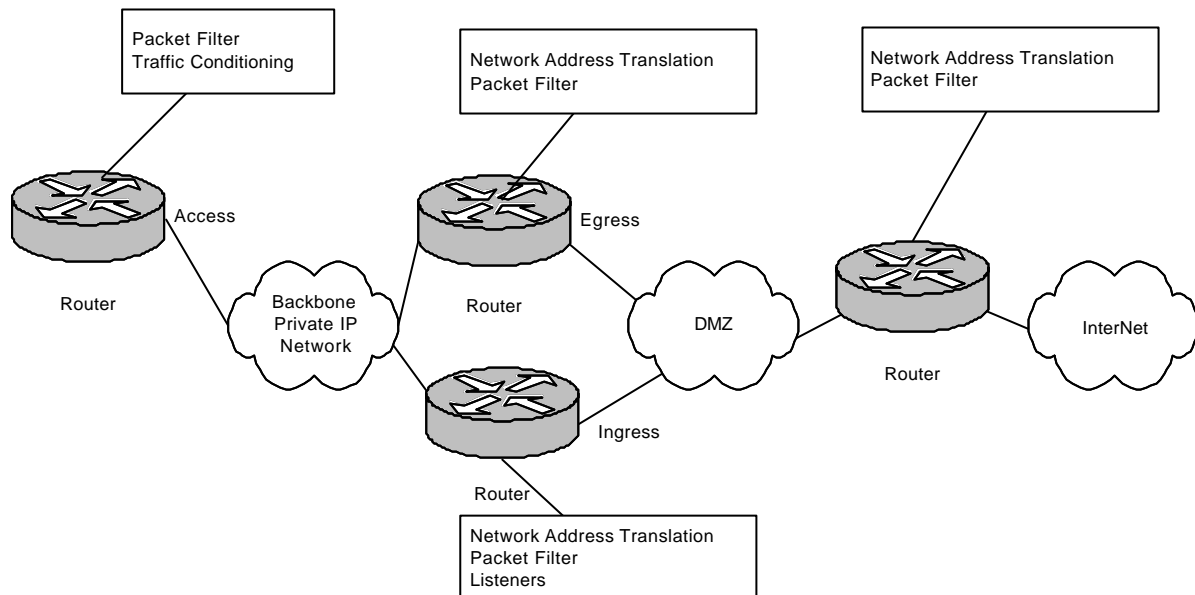 Packet Filter
Traffic Conditioning
Network Address Translation
Packet Filter
Network Address Translation
Packet Filter
Access
Router
Backbone
Private IP
Network
Egress
Router
DMZ
InterNet
Router
Ingress
Router
Network Address Translation
Packet Filter
Listeners